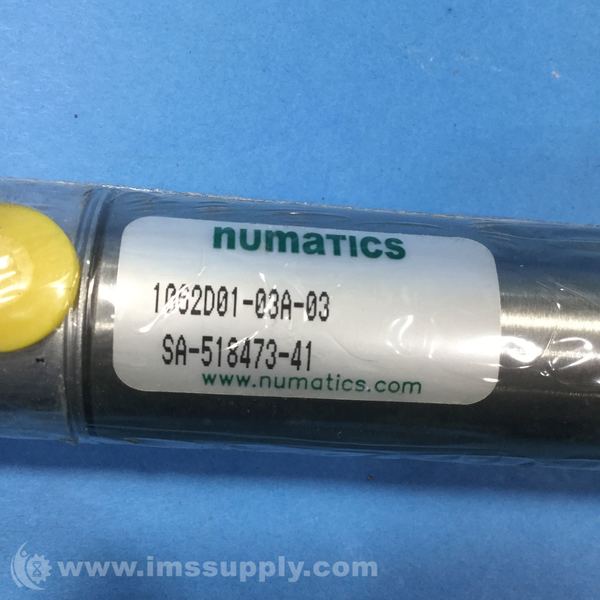 numatics
1062D01-03A-03
SA-518473-41
www.numatics.com
www.imssupply.com